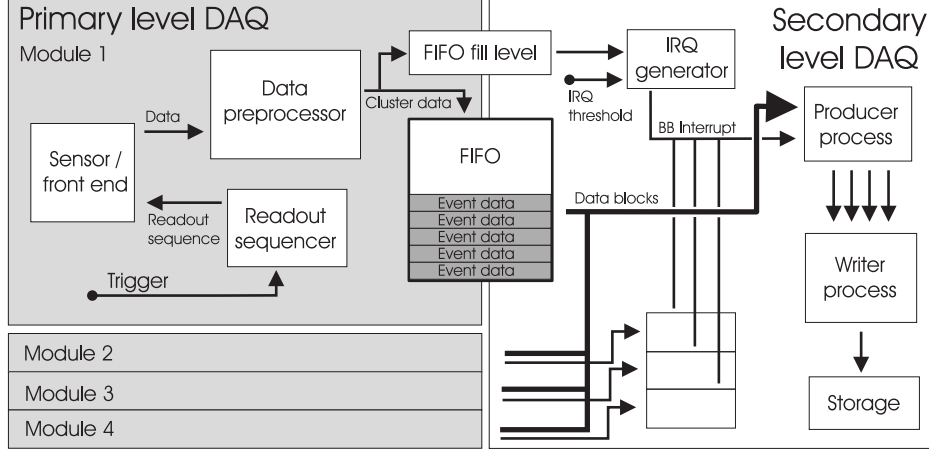 Primary level DAQ
Module 1
Data
preprocessor
Data
Sensor /
front end
Readout
sequence
Readout
sequencer
Trigger
Cluster data
FIFO fill level
FIFO
Event data
Event data
Event data
Event data
Event data
Module 2
Module 3
Module 4
Secondary
level DAQ
IRQ
generator
IRQ
threshold
BB Interrupt
Data blocks
Producer
process
Writer
process
Storage